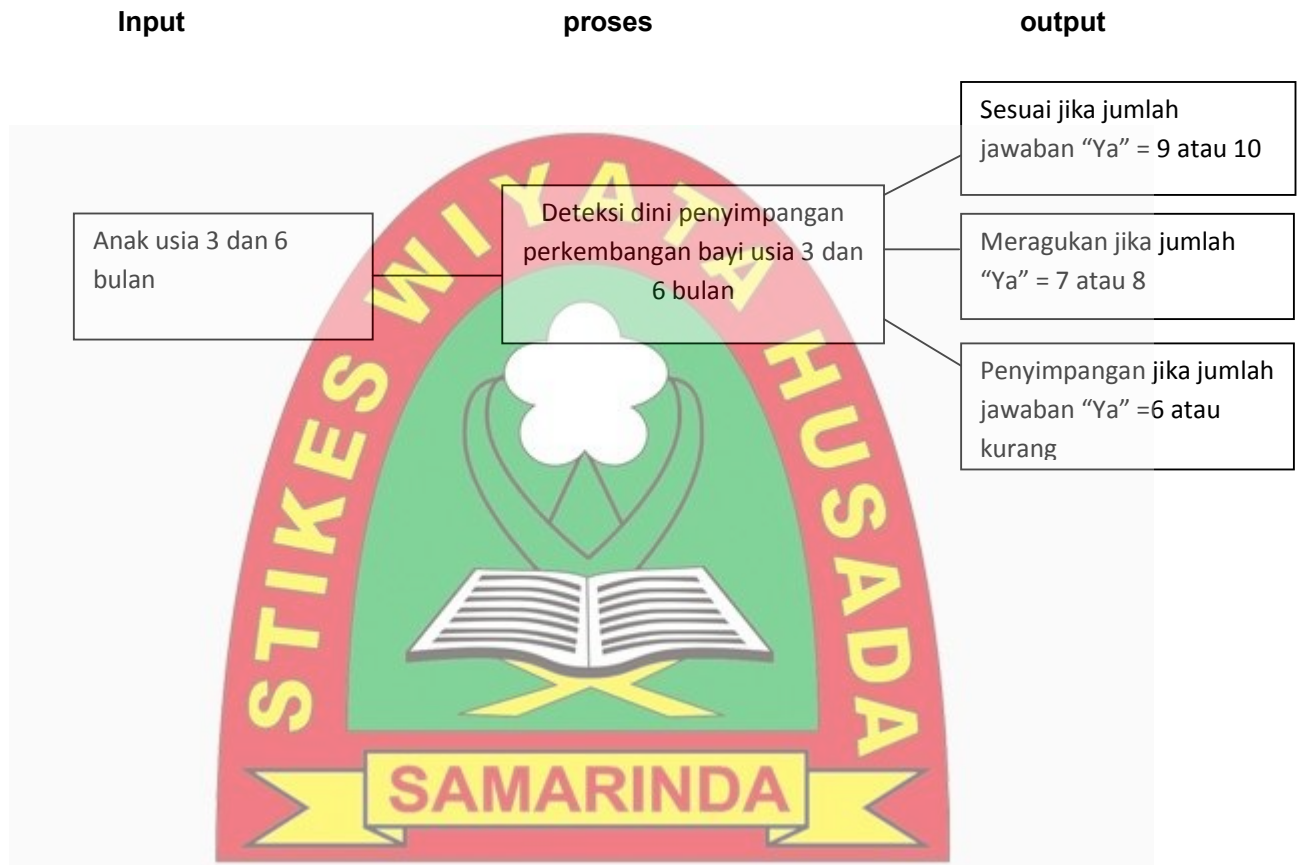 Input proses output
Sesuai jika jumlah
jawaban “Ya” = 9 atau 10
Anak usia 3 dan 6
bulan
Deteksi dini penyimpangan
perkembangan bayi usia 3 dan
6 bulan
Meragukan jika jumlah
“Ya” = 7 atau 8
Penyimpangan jika jumlah
jawaban “Ya” =6 atau
kurang
STIKES WIYATA HUSADA
SAMARINDA